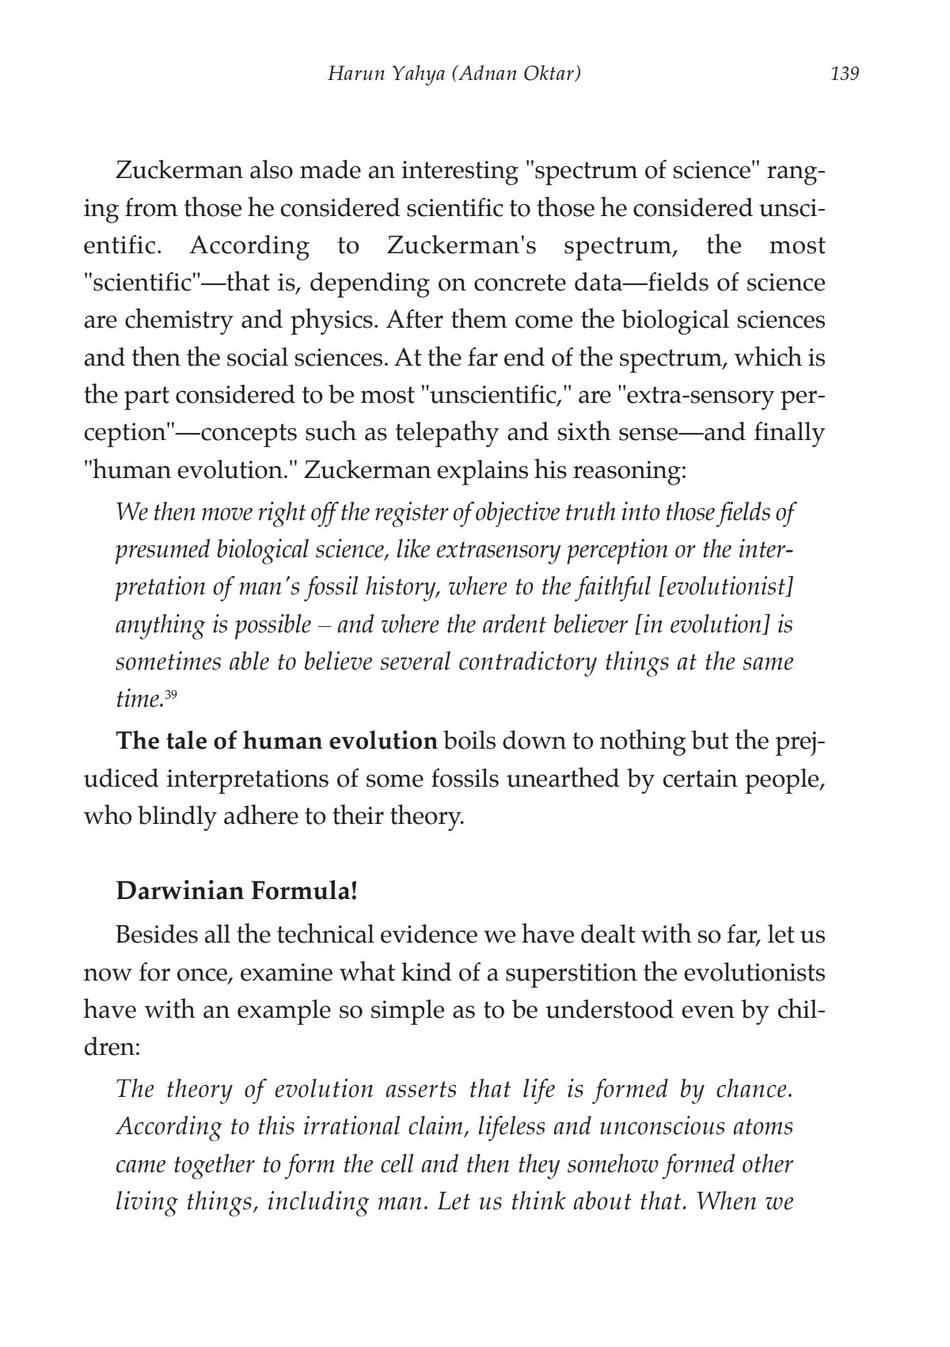 Harun Yahya (Adnan Oktar) 139
Zuckerman also made an interesting "spectrum of science" rang-
ing from those he considered scientific to those he considered unsci-
entific. According to Zuckerman's spectrum, the most
"scientific"—that is, depending on concrete data—fields of science
are chemistry and physics. After them come the biological sciences
and then the social sciences. At the far end of the spectrum, which is
the part considered to be most "unscientific," are "extra-sensory per-
ception"—concepts such as telepathy and sixth sense—and finally
"human evolution." Zuckerman explains his reasoning:
We then move right off the register of objective truth into those fields of
presumed biological science, like extrasensory perception or the inter-
pretation of man's fossil history, where to the faithful [evolutionist]
anything is possible – and where the ardent believer [in evolution] is
sometimes able to believe several contradictory things at the same
time.39
The tale of human evolution boils down to nothing but the prej-
udiced interpretations of some fossils unearthed by certain people,
who blindly adhere to their theory.
Darwinian Formula!
Besides all the technical evidence we have dealt with so far, let us
now for once, examine what kind of a superstition the evolutionists
have with an example so simple as to be understood even by chil-
dren:
The theory of evolution asserts that life is formed by chance.
According to this irrational claim, lifeless and unconscious atoms
came together to form the cell and then they somehow formed other
living things, including man. Let us think about that. When we